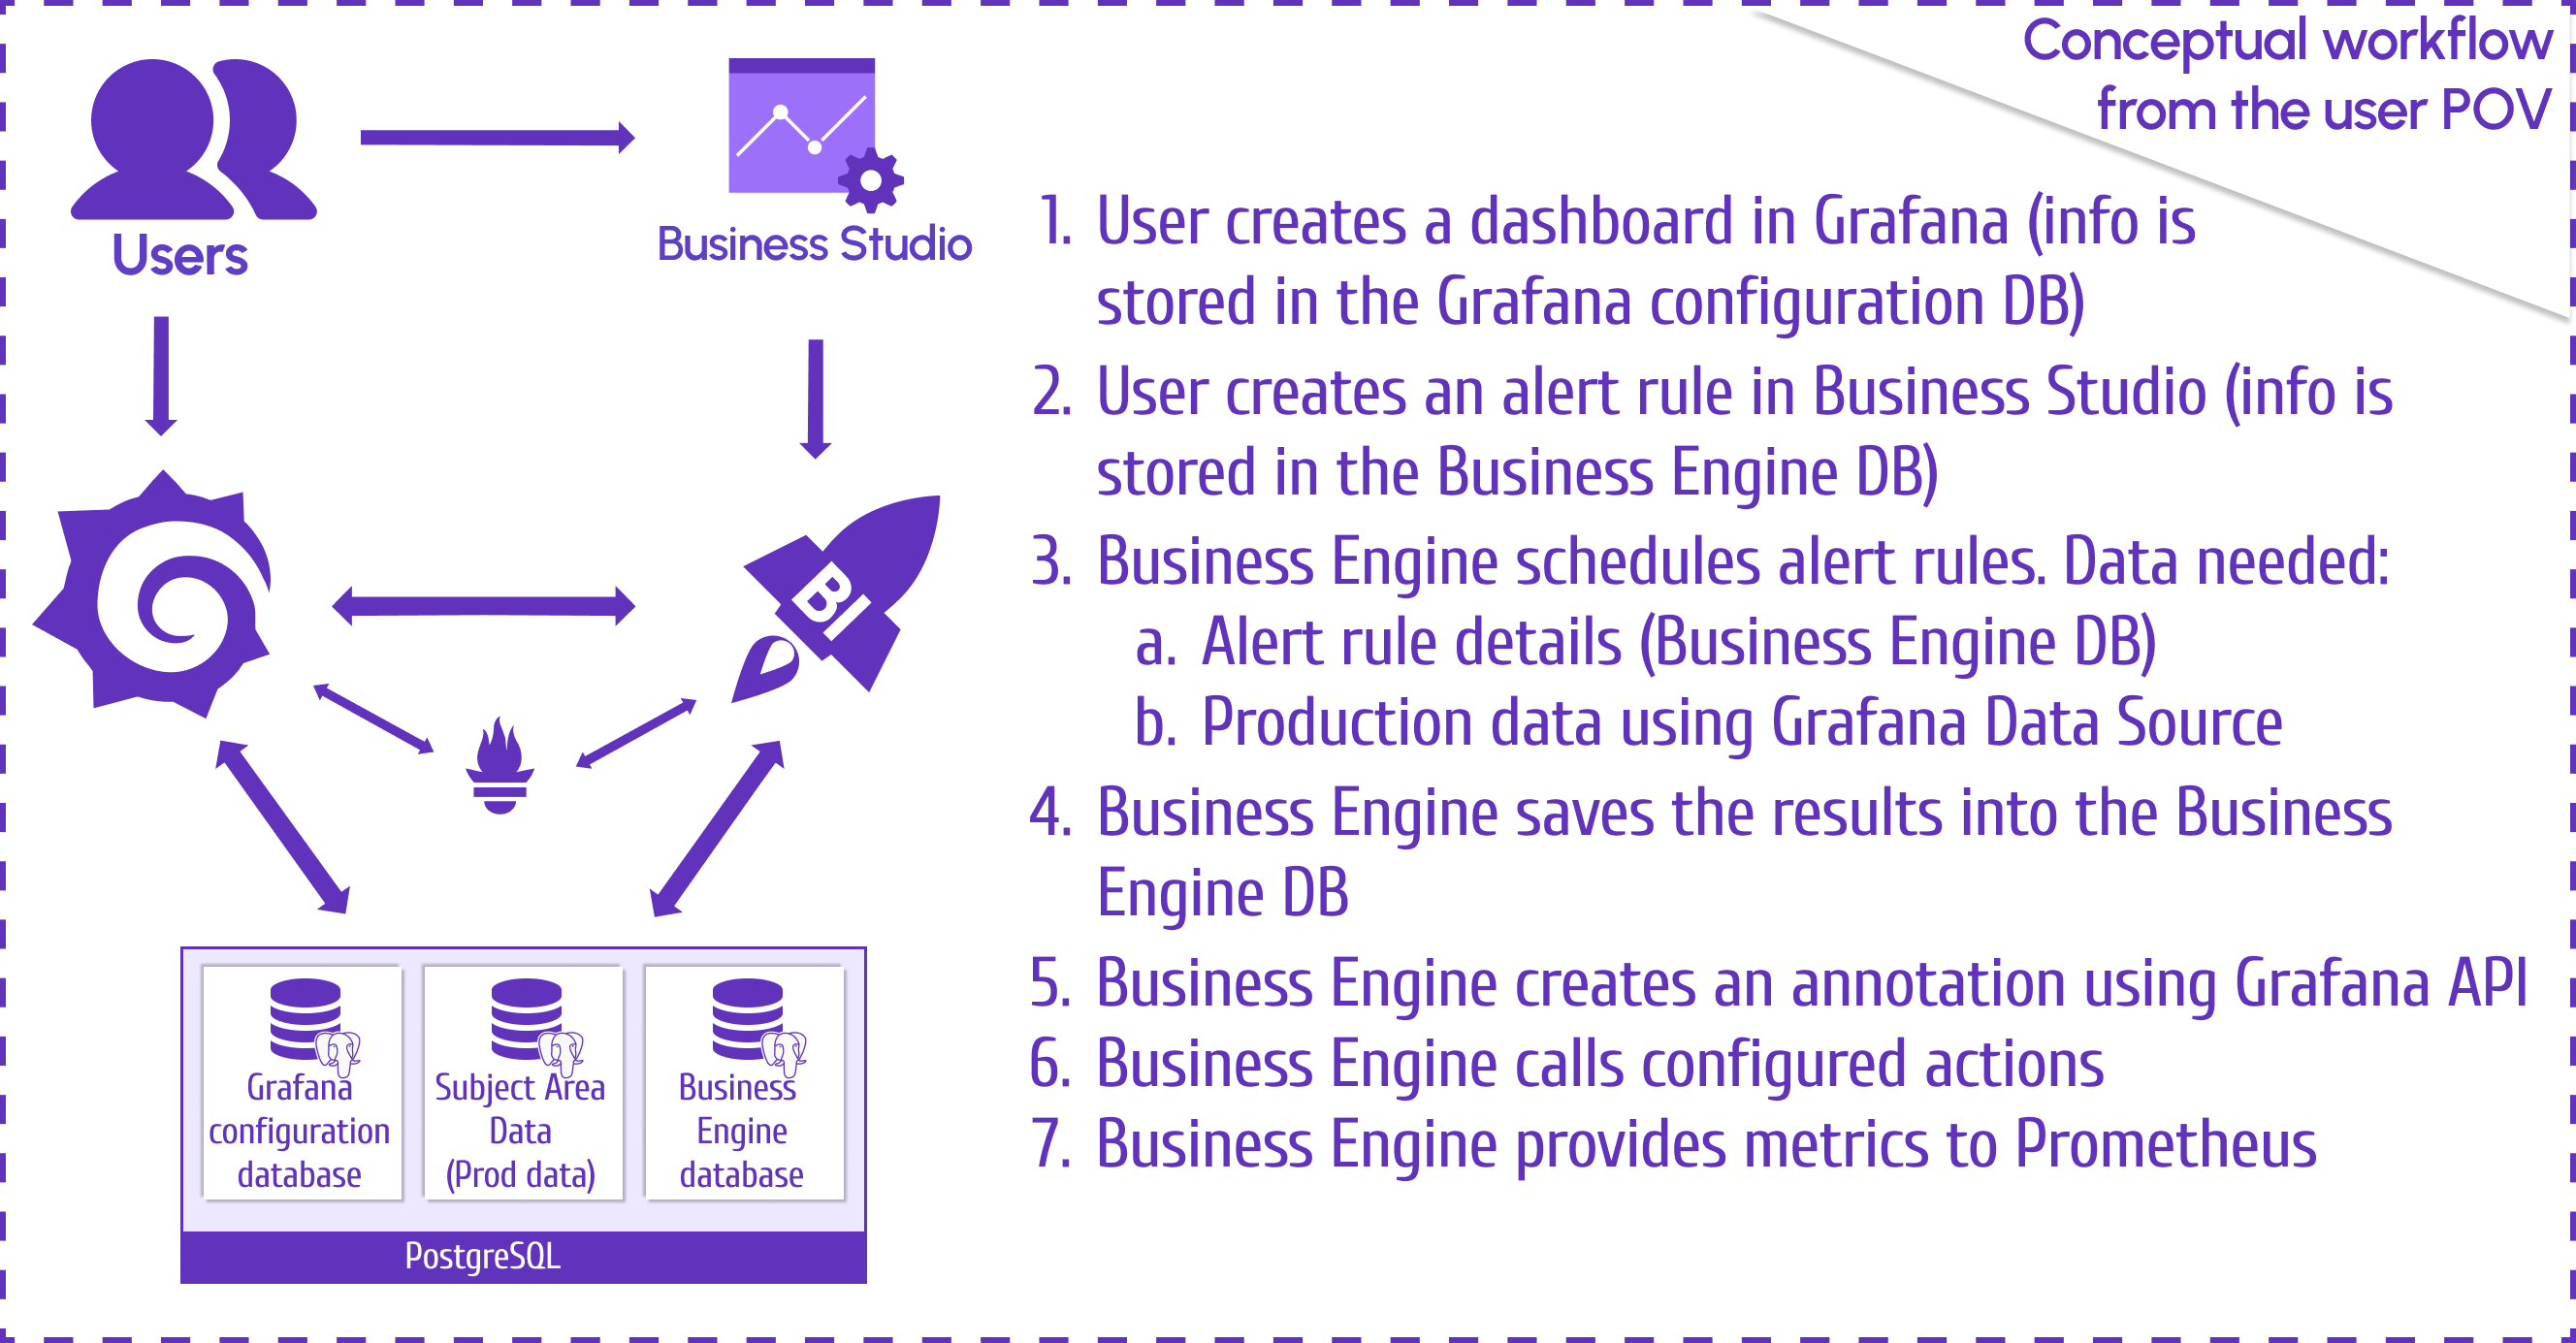 Conceptual workflow
from the user POV
Users
Business Studio
BI
1. User creates a dashboard in Grafana (info is
stored in the Grafana configuration DB)
2. User creates an alert rule in Business Studio (info is
stored in the Business Engine DB)
3. Business Engine schedules alert rules. Data needed:
a. Alert rule details (Business Engine DB)
b. Production data using Grafana Data Source
4. Business Engine saves the results into the Business
Engine DB
5. Business Engine creates an annotation using Grafana API
6. Business Engine calls configured actions
7. Business Engine provides metrics to Prometheus
Grafana
configuration
database
Subject Area
Data
(Prod data)
Business
Engine
database
PostgreSQL